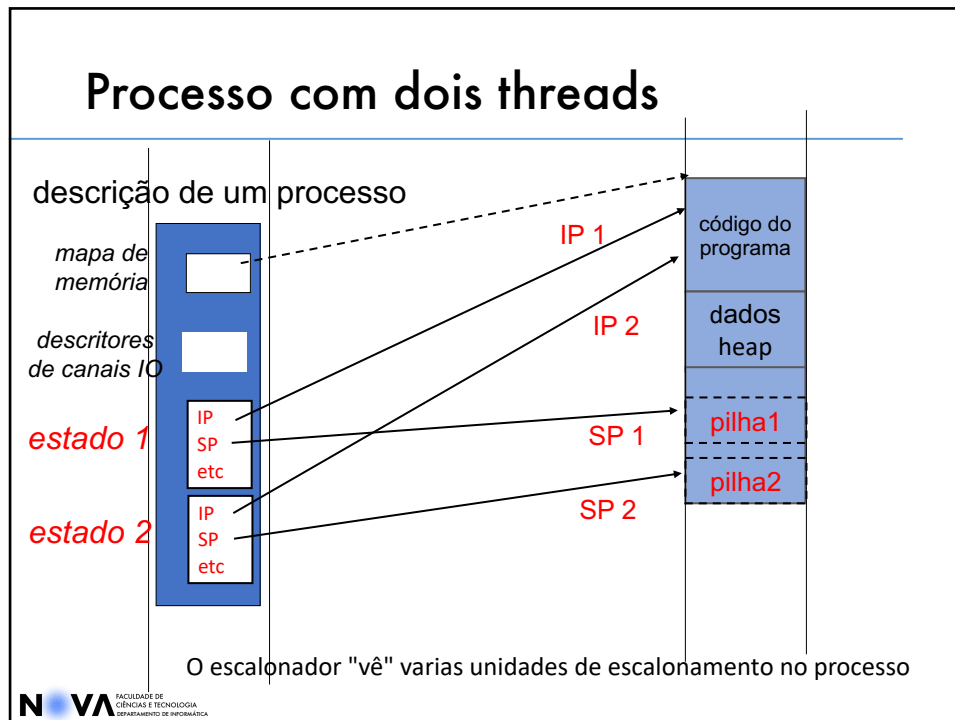 Processo com dois threads
descrição de um processo
mapa de
memória
descritores
de canais IO
estado 1
IP
SP
etc
estado 2
IP
SP
etc
IP 1
IP 2
SP 1
SP 2
código do
programa
dados
heap
pilha1
pilha2
O escalonador "vê" varias unidades de escalonamento no processo
NOVA
FACULDADE DE
CIÊNCIAS E TECNOLOGIA
DEPARTAMENTO DE INFORMÁTICA